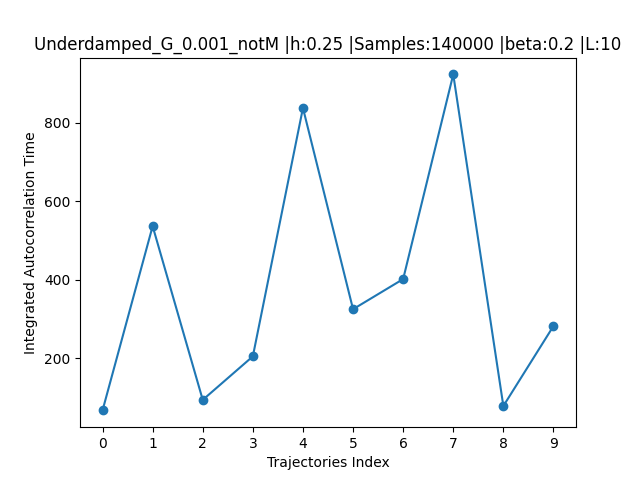 Underdamped_G_0.001_notM |h:0.25 |Samples:140000 |beta:0.2 |L:10
Integrated Autocorrelation Time
800
600
400
200
0 1 2 3 4 5 6 7 8 9
Trajectories Index